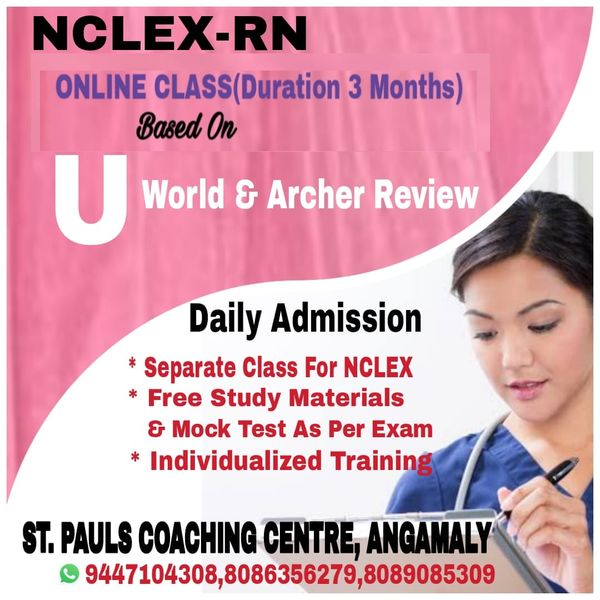 NCLEX-RN
ONLINE CLASS(Duration 3 Months)
Based On
U World & Archer Review
Daily Admission
* Separate Class For NCLEX
* Free Study Materials
& Mock Test As Per Exam
* Individualized Training
ST. PAULS COACHING CENTRE, ANGAMALY
9447104308,8086356279,8089085309